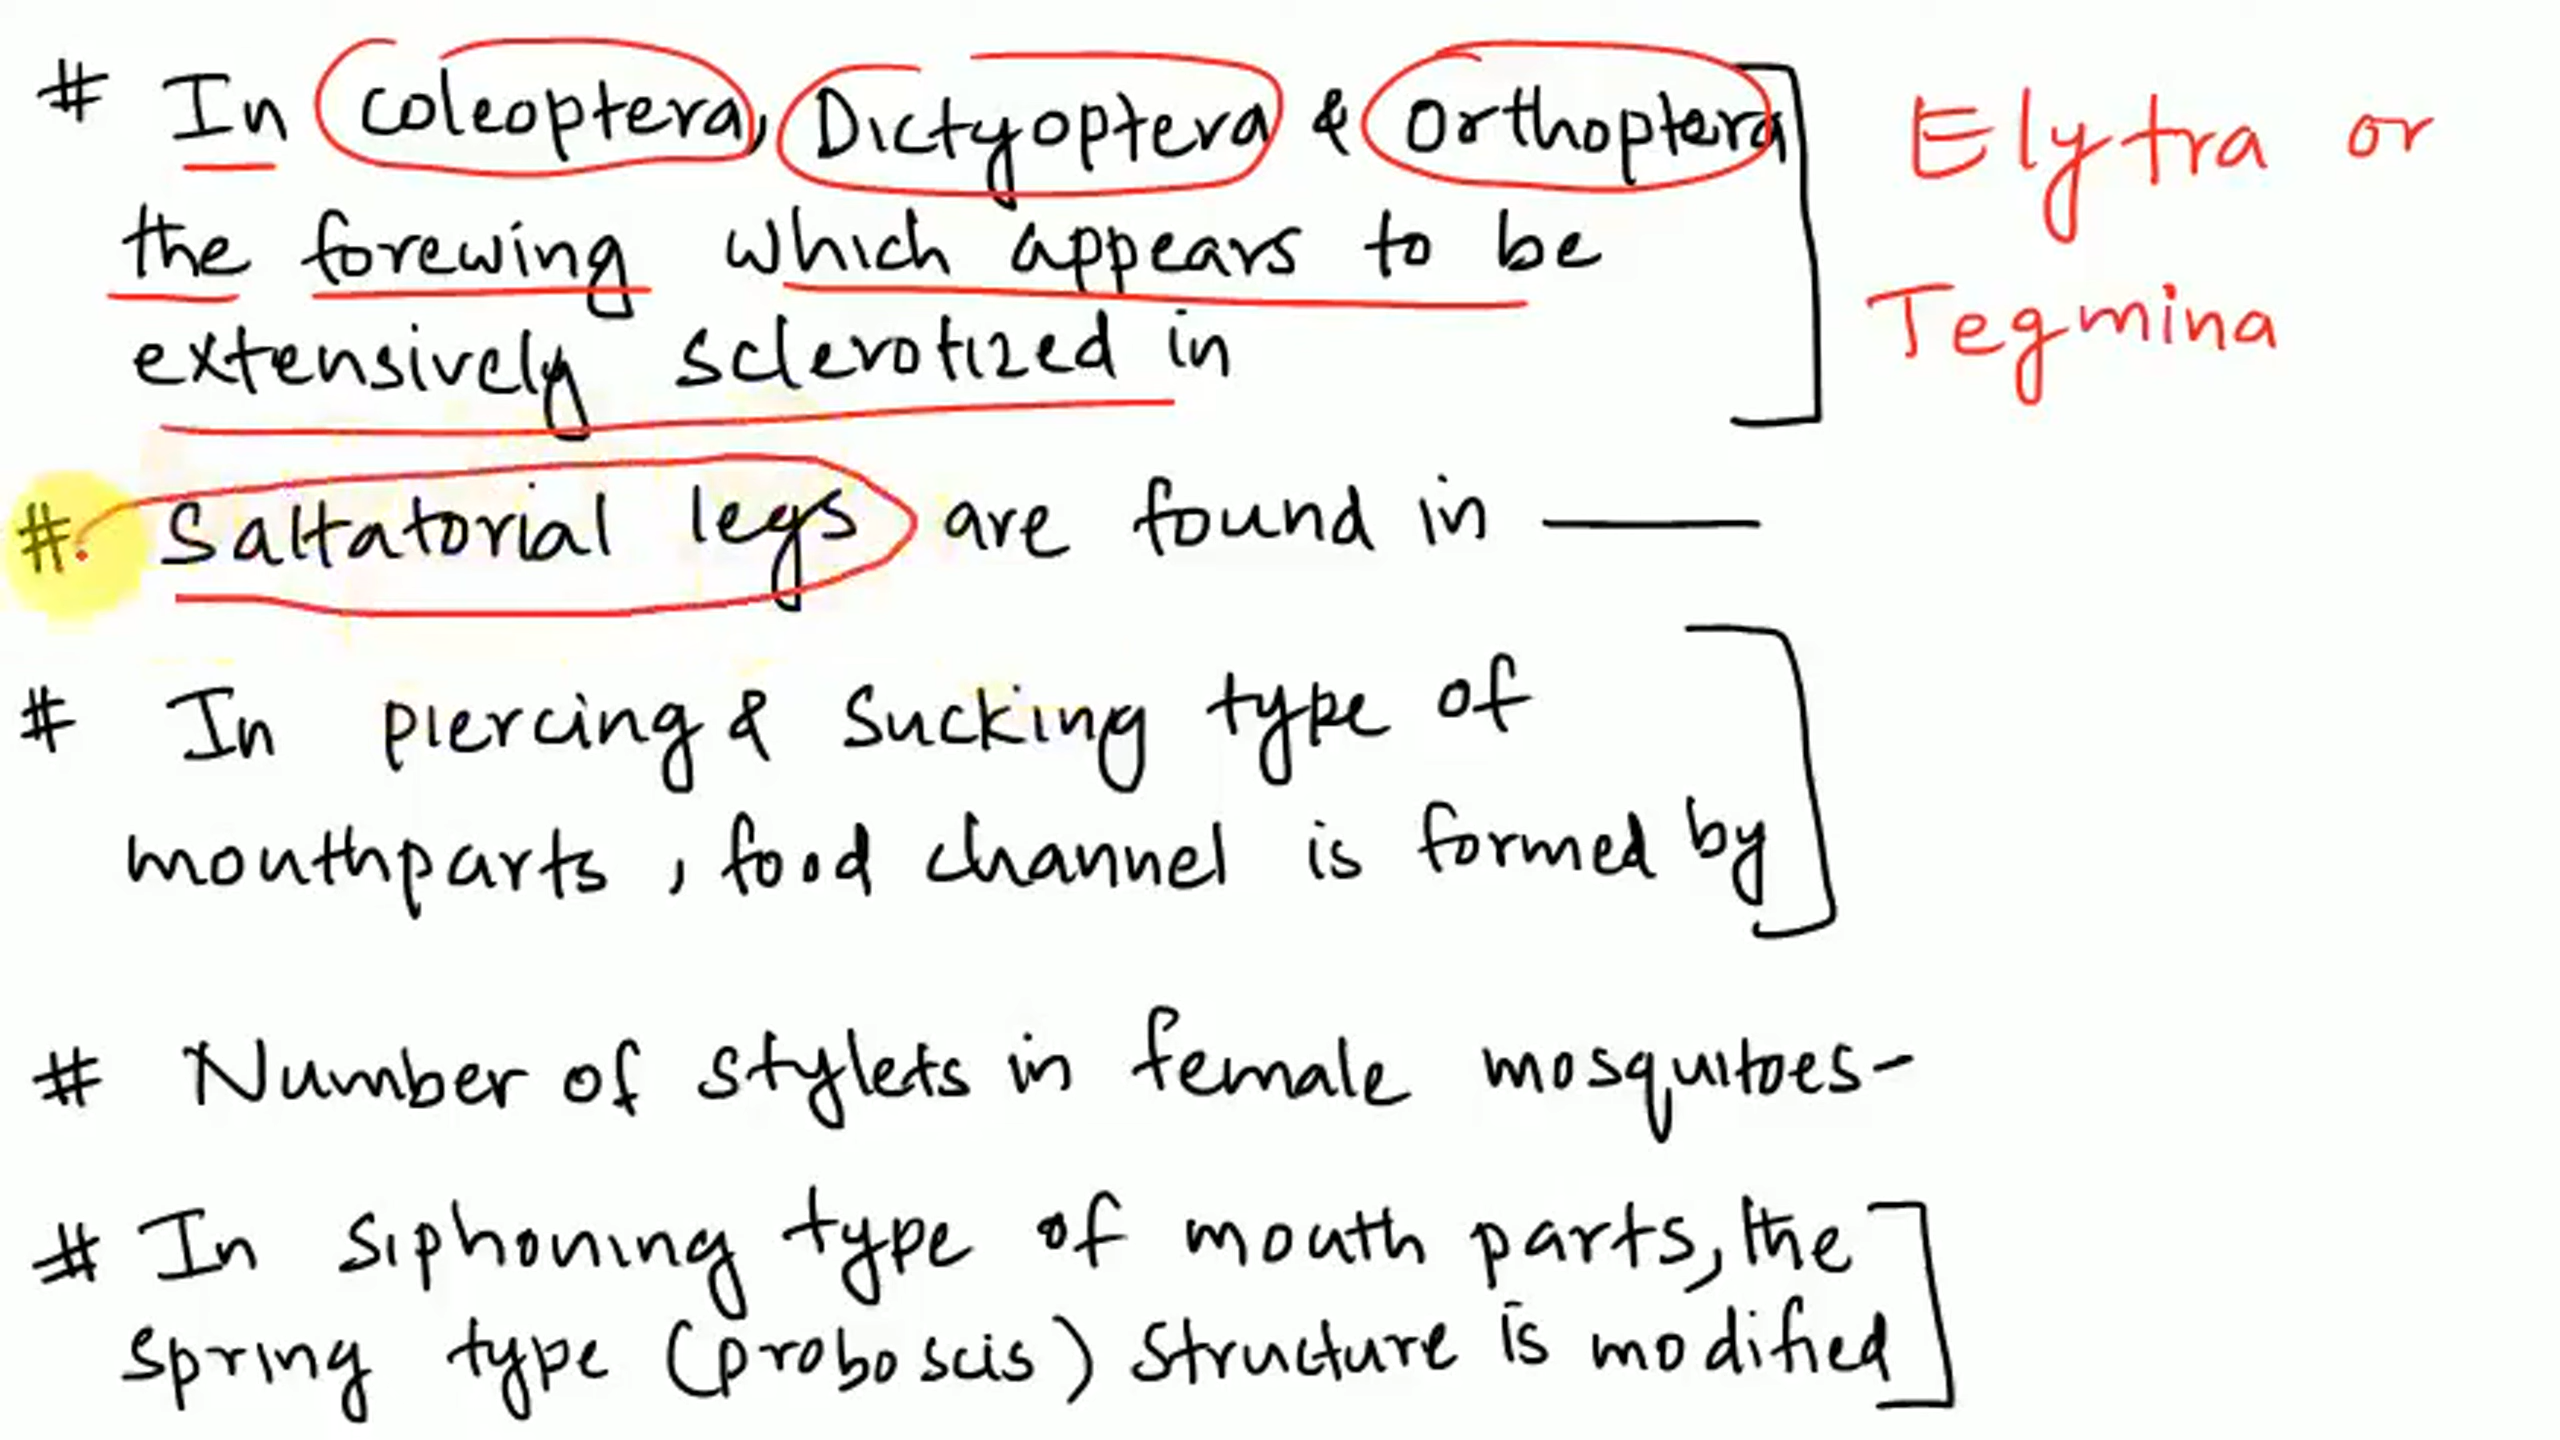 # In Coleoptera, Dictyoptera & Orthoptera
the forewing which appears to be
extensively sclerotized in
Elytra or
Tegmina
# Saltatorial legs are found in ———
# In piercing & sucking type of
mouthparts, food channel is formed by
# Number of stylets in female mosquitoes-
# In siphoning type of mouth parts, the
spring type (proboscis) structure is modified